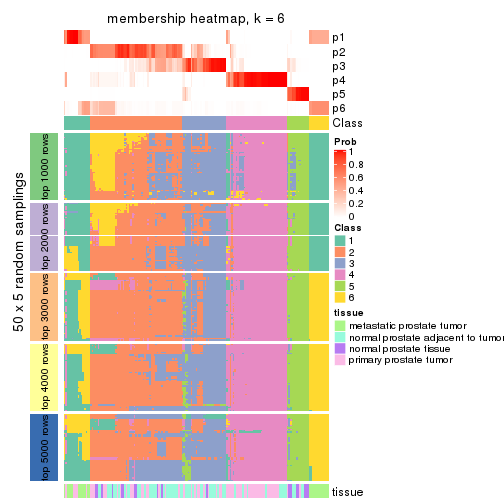 membership heatmap, k = 6
p1
p2
p3
p4
p5
p6
Class
50 x 5 random samplings
top 1000 rows
top 2000 rows
top 3000 rows
top 4000 rows
top 5000 rows
Prob
1
0.8
0.6
0.4
0.2
0
Class
1
2
3
4
5
6
tissue
metastatic prostate tumor
normal prostate adjacent to tumor
normal prostate tissue
primary prostate tumor
tissue